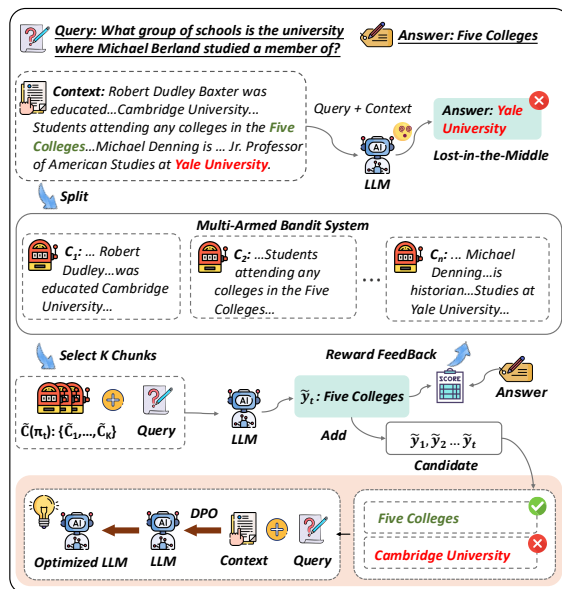 Query: What group of schools is the university
where Michael Berland studied a member of?
Answer: Five Colleges
Context: Robert Dudley Baxter was
educated...Cambridge University...
Students attending any colleges in the Five
Colleges...Michael Denning is ... Jr. Professor
of American Studies at Yale University.
Query + Context
AI
LLM
Answer: Yale
University
Lost-in-the-Middle
Split
Multi-Armed Bandit System
C1: ... Robert
Dudley...was
educated Cambridge
University...
C2: ...Students
attending any
colleges in the Five
Colleges...
...
Cn: ... Michael
Denning...is
historian...Studies at
Yale University...
Select K Chunks
Reward FeedBack
C̃(πt): {C̃1,...,C̃K}
Query
AI
LLM
ỹt : Five Colleges
SCORE
Answer
Add
ỹ1, ỹ2 ... ỹt
Candidate
Five Colleges
Cambridge University
DPO
AI
Optimized LLM
AI
LLM
Context
Query